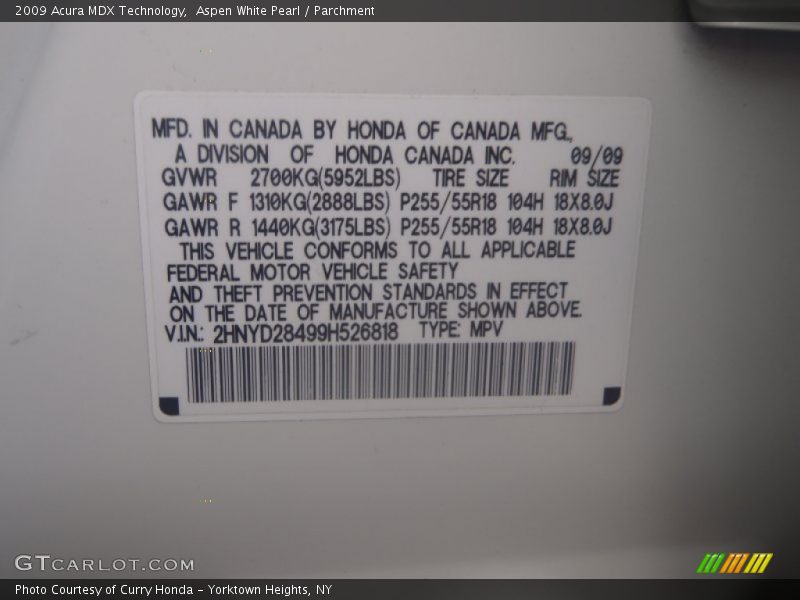 2009 Acura MDX Technology,  Aspen White Pearl / Parchment
MFD. IN CANADA BY HONDA OF CANADA MFG.,
A DIVISION OF HONDA CANADA INC. 09/09
GVWR 2700KG(5952LBS) TIRE SIZE RIM SIZE
GAWR F 1310KG(2888LBS) P255/55R18 104H 18X8.0J
GAWR R 1440KG(3175LBS) P255/55R18 104H 18X8.0J
THIS VEHICLE CONFORMS TO ALL APPLICABLE
FEDERAL MOTOR VEHICLE SAFETY
AND THEFT PREVENTION STANDARDS IN EFFECT
ON THE DATE OF MANUFACTURE SHOWN ABOVE.
V.I.N.: 2HNYD28499H526818 TYPE: MPV
GTCARLOT.COM
Photo Courtesy of Curry Honda - Yorktown Heights, NY